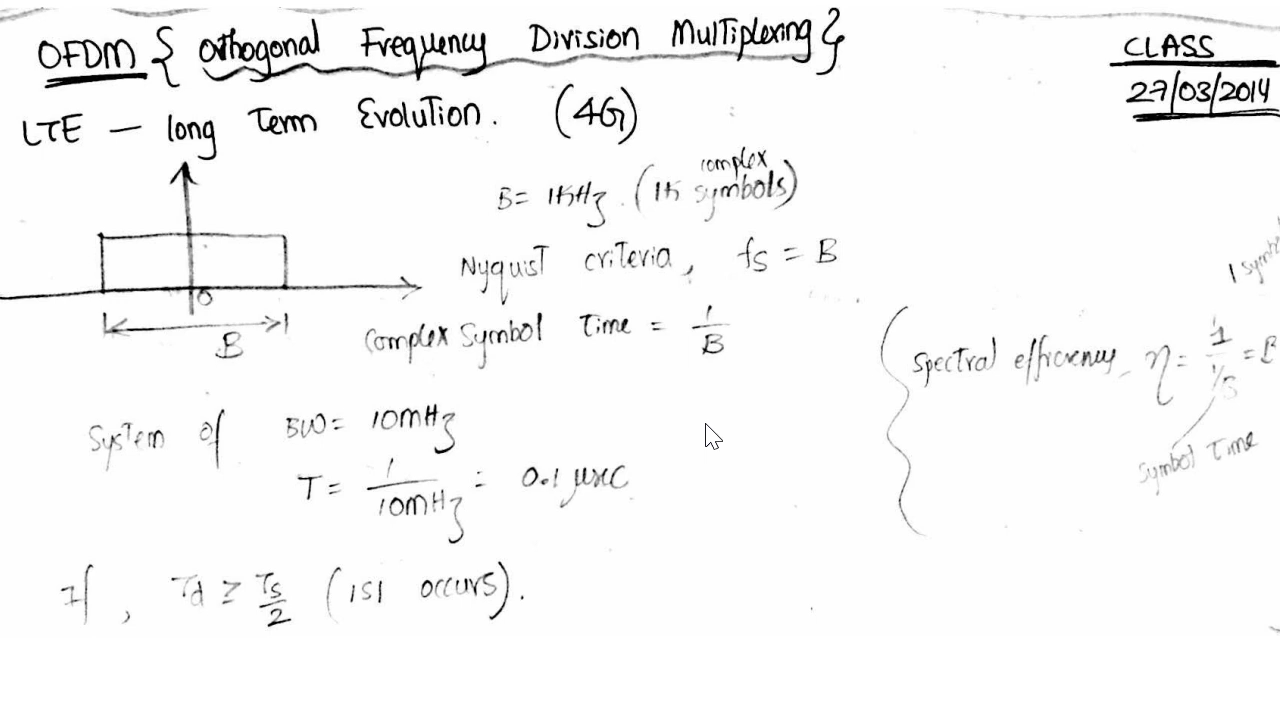 OFDM { Orthogonal Frequency Division Multiplexing }
CLASS
27/03/2014
LTE – long Term Evolution. (4G)
B = 1KHz. (1K complex symbols)
Nyquist criteria, fs = B
Complex Symbol Time = 1/B
0
B
1 Symbol
Spectral efficiency, η = 1/(1/B) = B
Symbol Time
System of BW = 10MHz
T = 1/10MHz = 0.1 μsec
If, Td ≥ Ts/2 (ISI occurs).